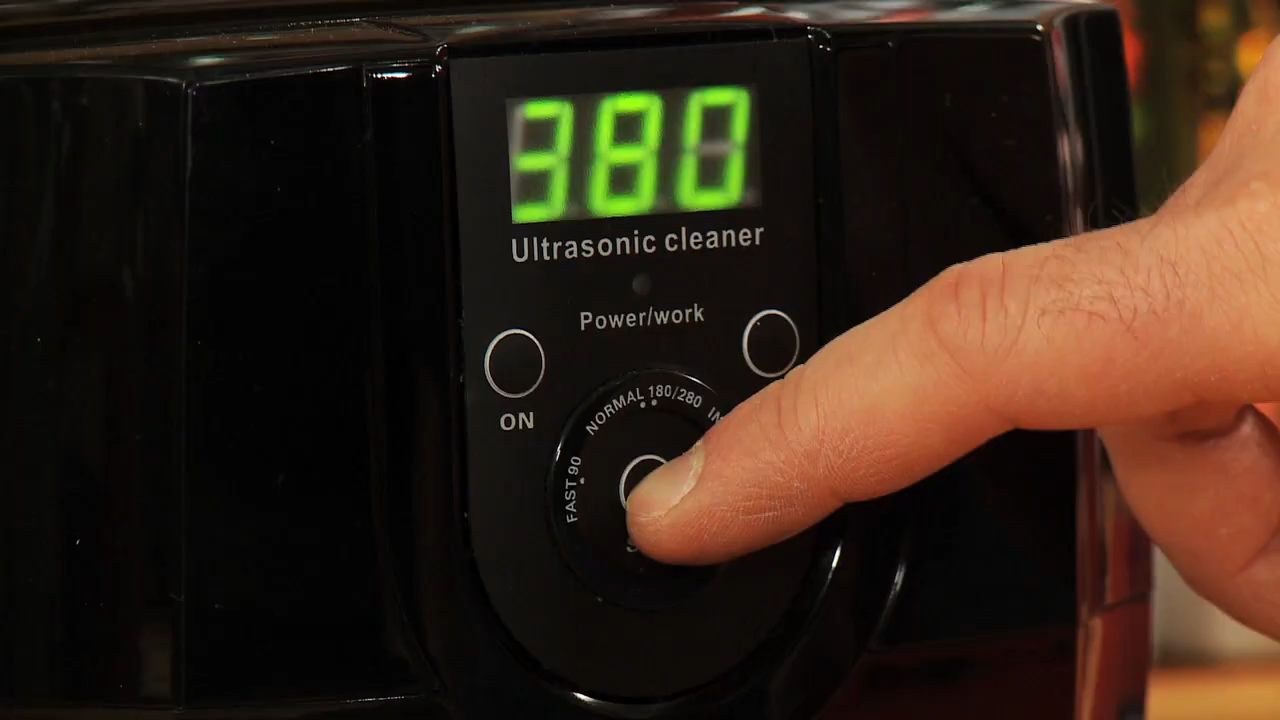 380
Ultrasonic cleaner
Power/work
ON
NORMAL 180/280
FAST 90